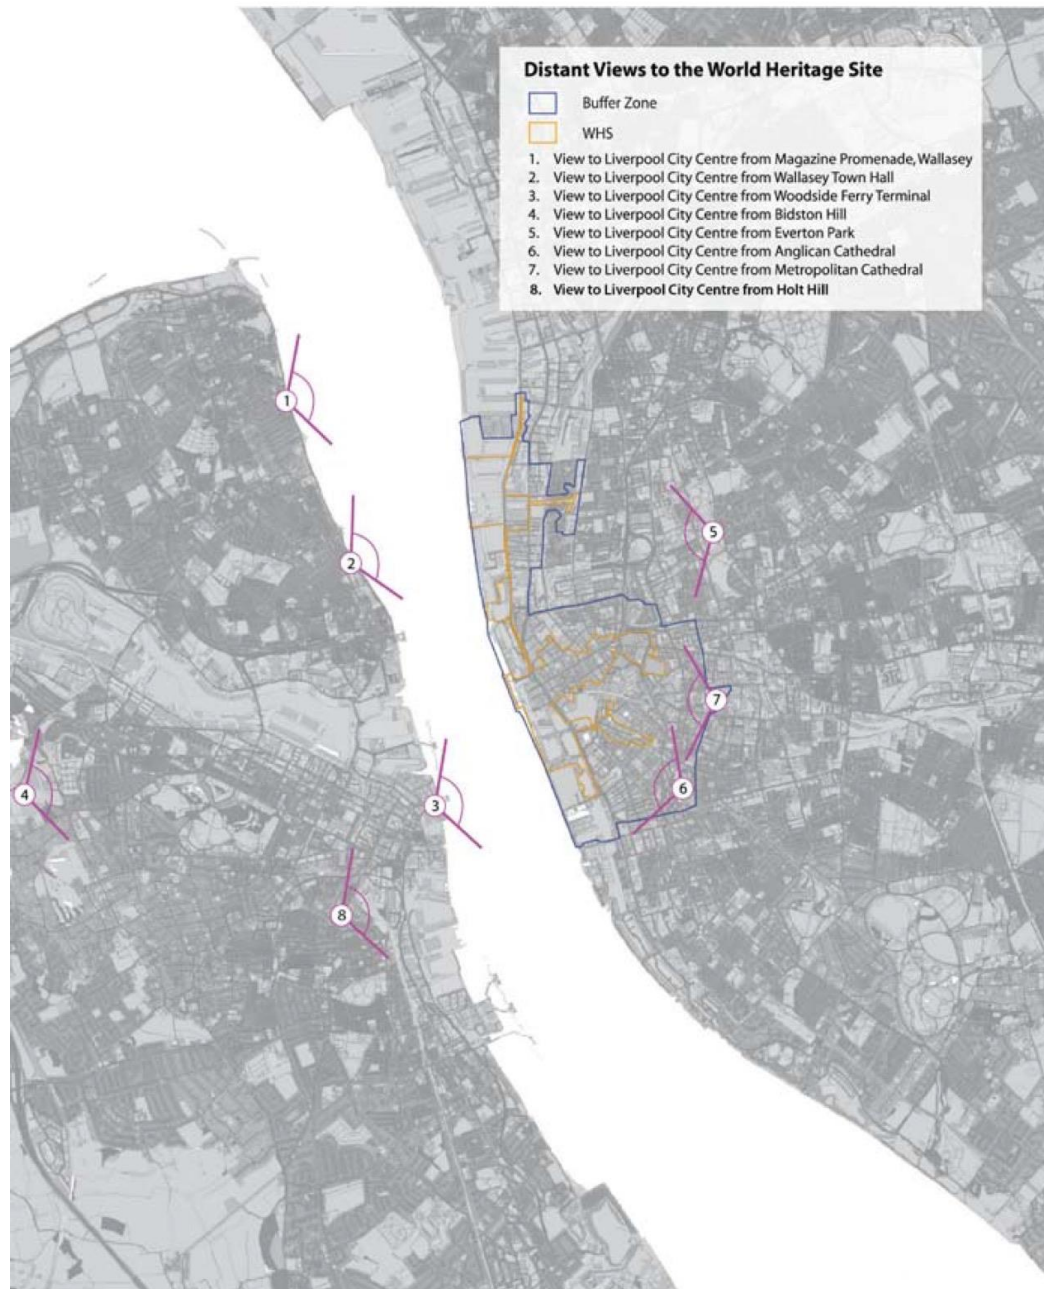 Distant Views to the World Heritage Site
Buffer Zone
WHS
1. View to Liverpool City Centre from Magazine Promenade, Wallasey
2. View to Liverpool City Centre from Wallasey Town Hall
3. View to Liverpool City Centre from Woodside Ferry Terminal
4. View to Liverpool City Centre from Bidston Hill
5. View to Liverpool City Centre from Everton Park
6. View to Liverpool City Centre from Anglican Cathedral
7. View to Liverpool City Centre from Metropolitan Cathedral
8. View to Liverpool City Centre from Holt Hill
1
2
5
7
6
4
3
8